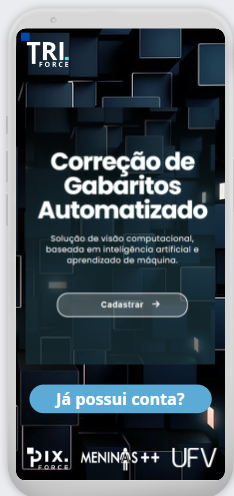 TRI.
FORCE
Correção de
Gabaritos
Automatizado
Solução de visão computacional,
baseada em inteligência artificial e
aprendizado de máquina.
Cadastrar →
Já possui conta?
PIX.
FORCE
MENINAS++
UFV